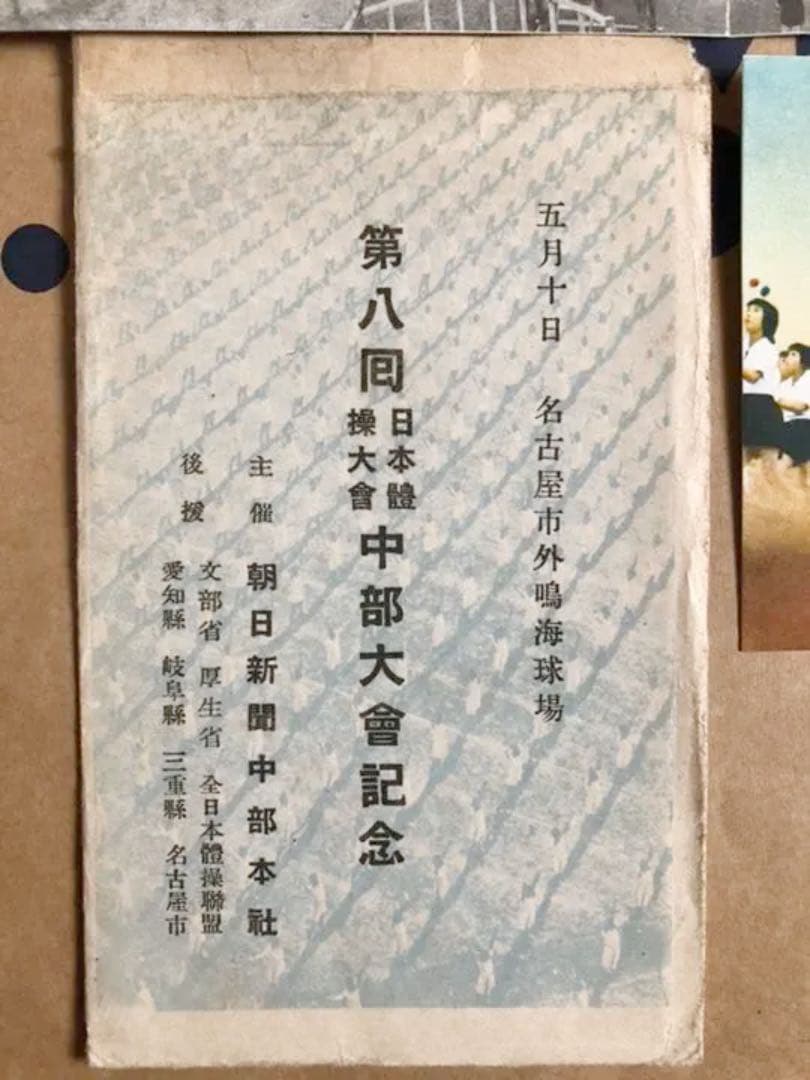 五月十日 名古屋市外鳴海球場
第八囘 日本體操大會 中部大會記念
主催 朝日新聞中部本社
後援 文部省 厚生省 全日本體操聯盟
愛知縣 岐阜縣 三重縣 名古屋市